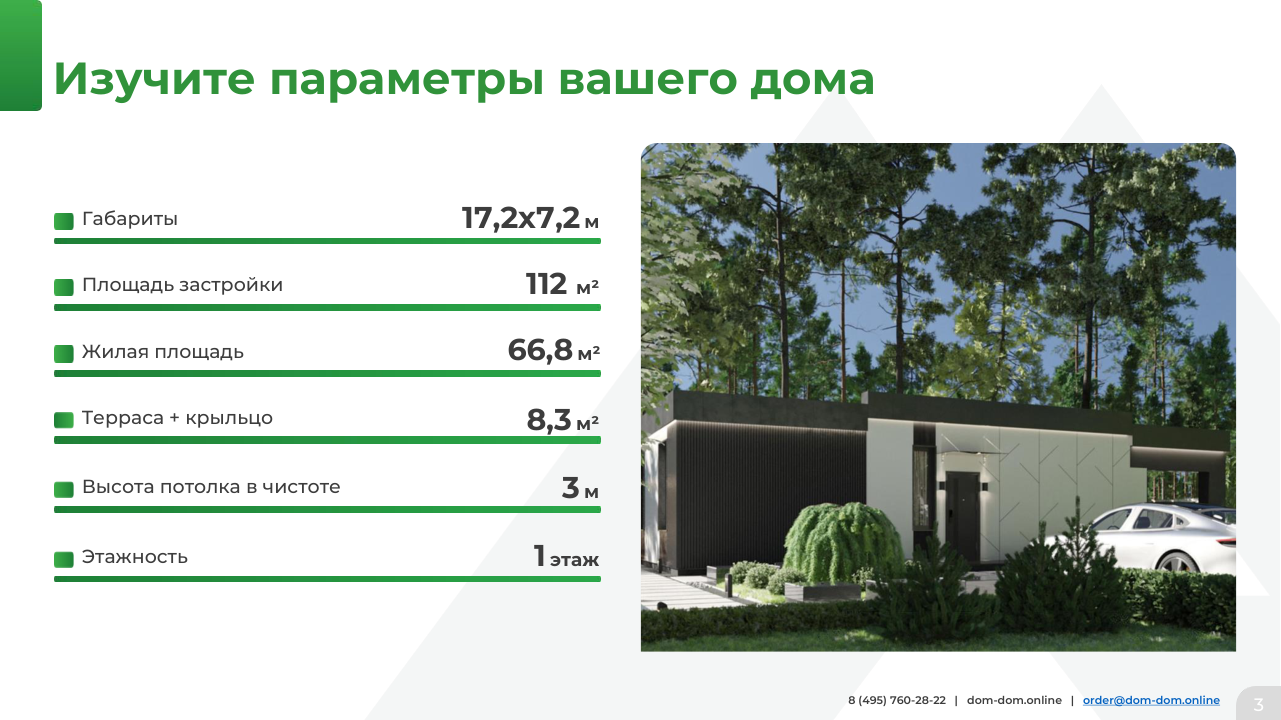 Изучите параметры вашего дома
Габариты 17,2х7,2 м
Площадь застройки 112 м²
Жилая площадь 66,8 м²
Терраса + крыльцо 8,3 м²
Высота потолка в чистоте 3 м
Этажность 1 этаж
8 (495) 760-28-22 | dom-dom.online | order@dom-dom.online 3